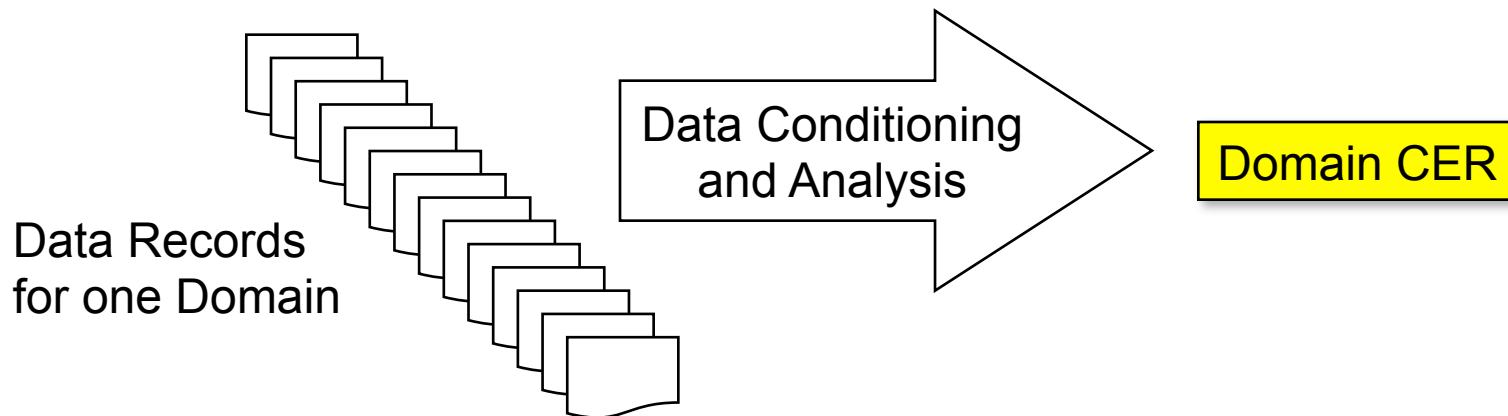 Data Records
for one Domain
Data Conditioning
and Analysis
Domain CER